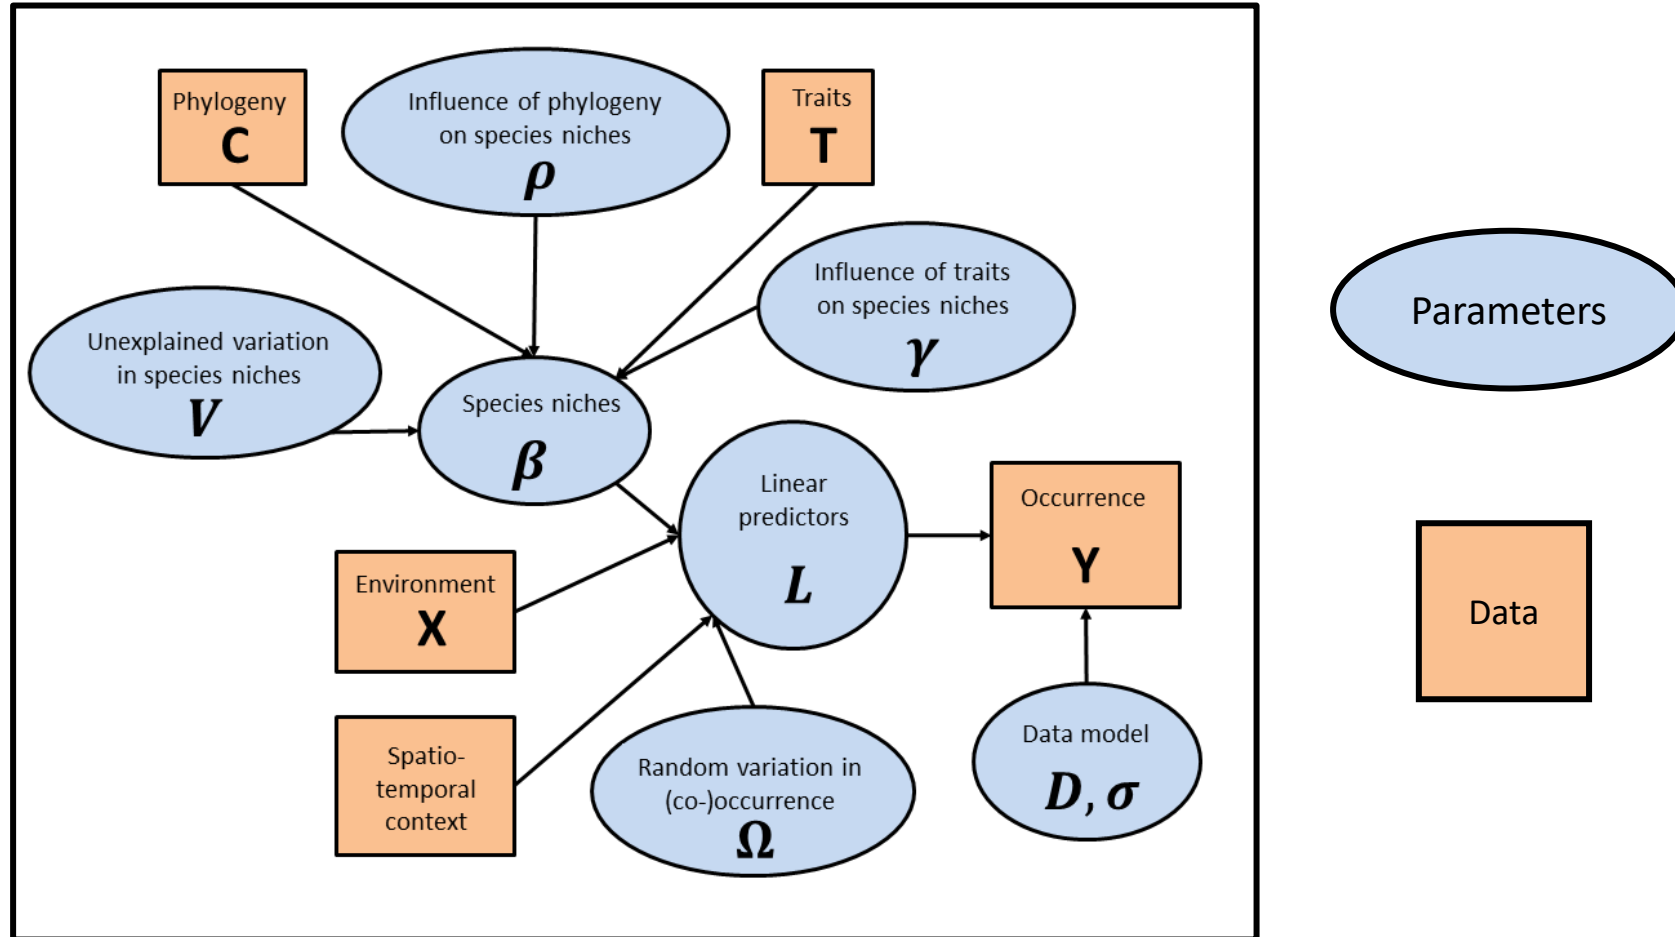 Phylogeny
C
Influence of phylogeny
on species niches
ρ
Traits
T
Influence of traits
on species niches
γ
Unexplained variation
in species niches
V
Species niches
β
Linear
predictors
L
Occurrence
Y
Environment
X
Spatio-
temporal
context
Random variation in
(co-)occurrence
Ω
Data model
D, σ
Parameters
Data